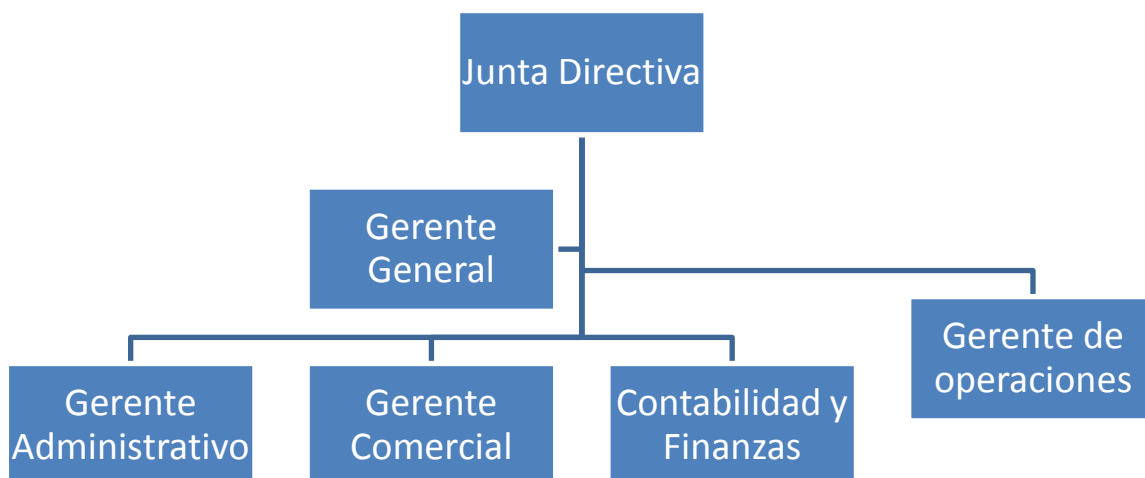 Junta Directiva
Gerente
General
Gerente de
operaciones
Gerente
Administrativo
Gerente
Comercial
Contabilidad y
Finanzas